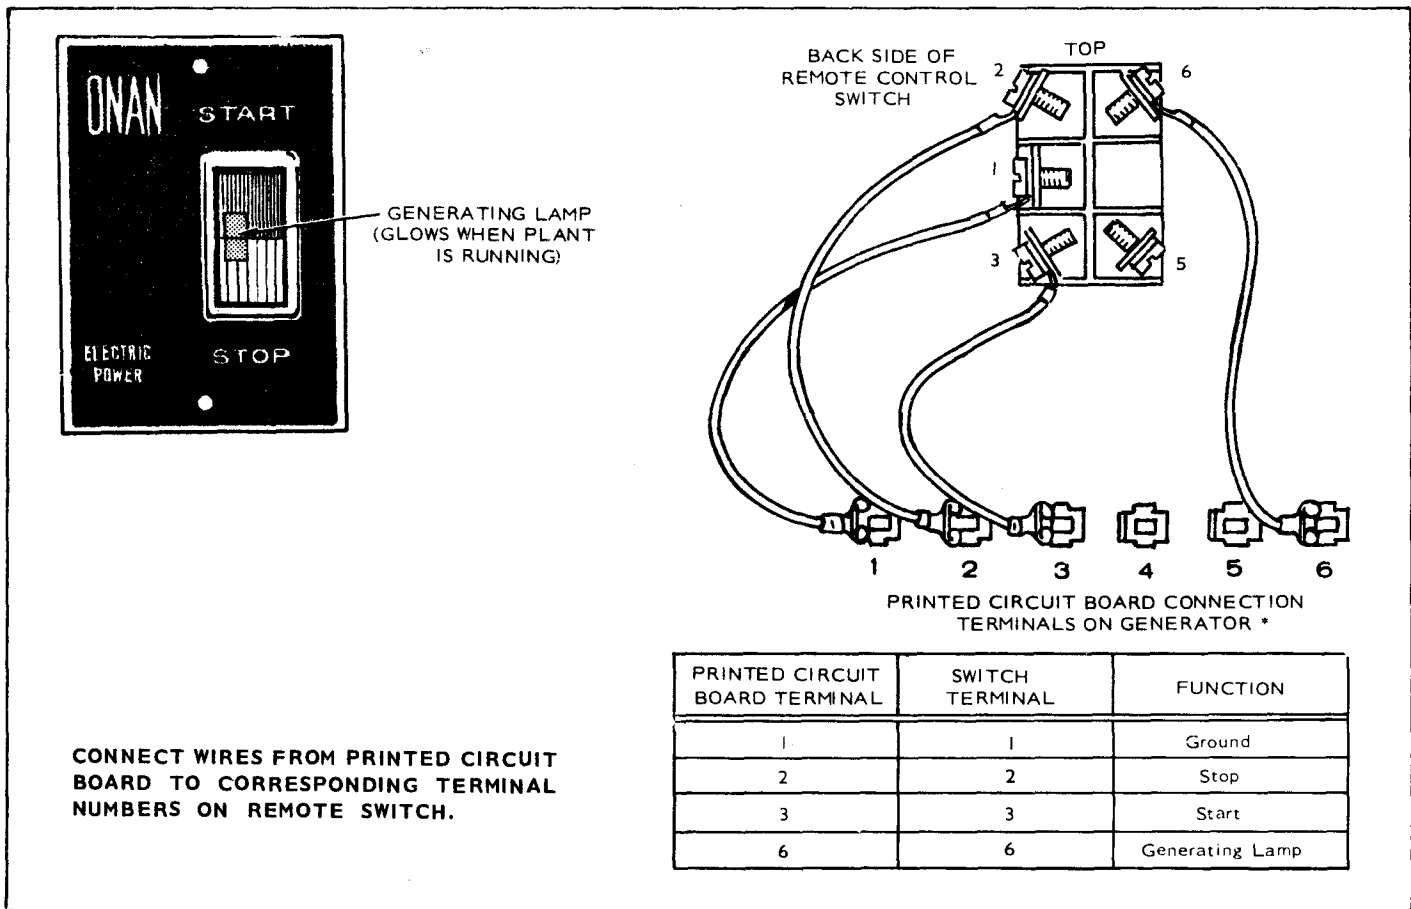 ONAN
START
STOP
ELECTRIC
POWER
GENERATING LAMP
(GLOWS WHEN PLANT
IS RUNNING)
BACK SIDE OF
REMOTE CONTROL
SWITCH
TOP
2
6
1
3
5
1 2 3 4 5 6
PRINTED CIRCUIT BOARD CONNECTION
TERMINALS ON GENERATOR *
PRINTED CIRCUIT
BOARD TERMINAL
SWITCH
TERMINAL
FUNCTION
1 1 Ground
2 2 Stop
3 3 Start
6 6 Generating Lamp
CONNECT WIRES FROM PRINTED CIRCUIT
BOARD TO CORRESPONDING TERMINAL
NUMBERS ON REMOTE SWITCH.